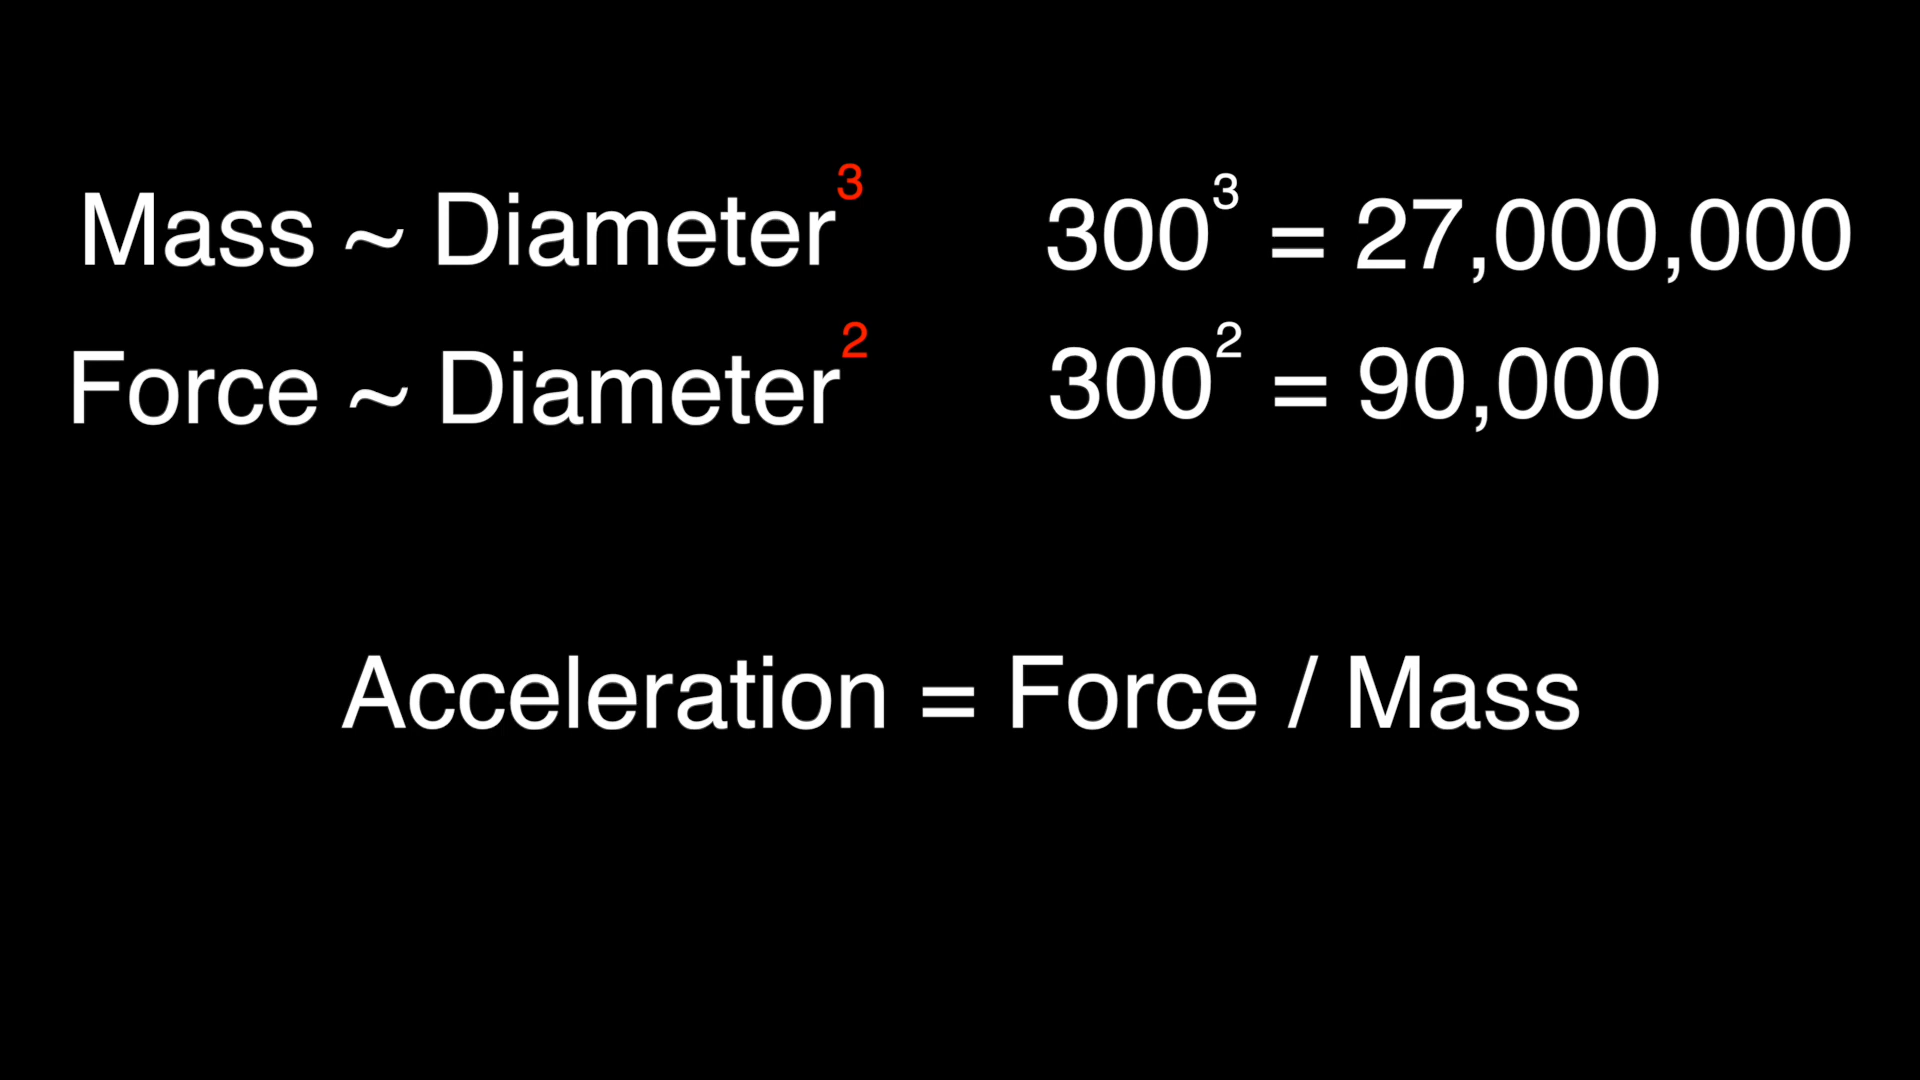 Mass ~ Diameter³ 300³ = 27,000,000
Force ~ Diameter² 300² = 90,000
Acceleration = Force / Mass